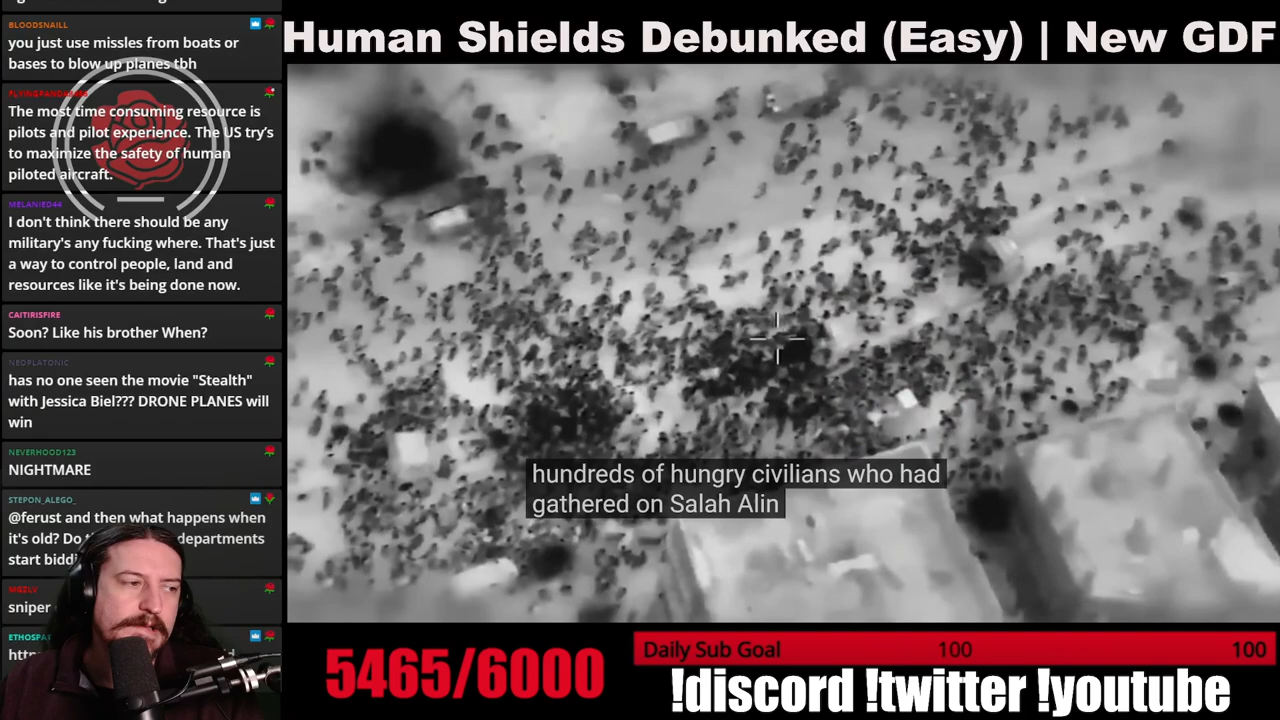 BLOODSNAILL
you just use missles from boats or
bases to blow up planes tbh
The most time consuming resource is
pilots and pilot experience. The US try's
to maximize the safety of human
piloted aircraft.
MELANIED44
I don't think there should be any
military's any fucking where. That's just
a way to control people, land and
resources like it's being done now.
CAITIRISFIRE
Soon? Like his brother When?
NEOPLATONIC
has no one seen the movie "Stealth"
with Jessica Biel??? DRONE PLANES will
win
NEVERHOOD123
NIGHTMARE
STEPON_ALEGO_
@ferust and then what happens when
it's old? Do departments
start
sniper
Human Shields Debunked (Easy) | New GDF
hundreds of hungry civilians who had
gathered on Salah Alin
5465/6000
Daily Sub Goal 100 100
!discord !twitter !youtube